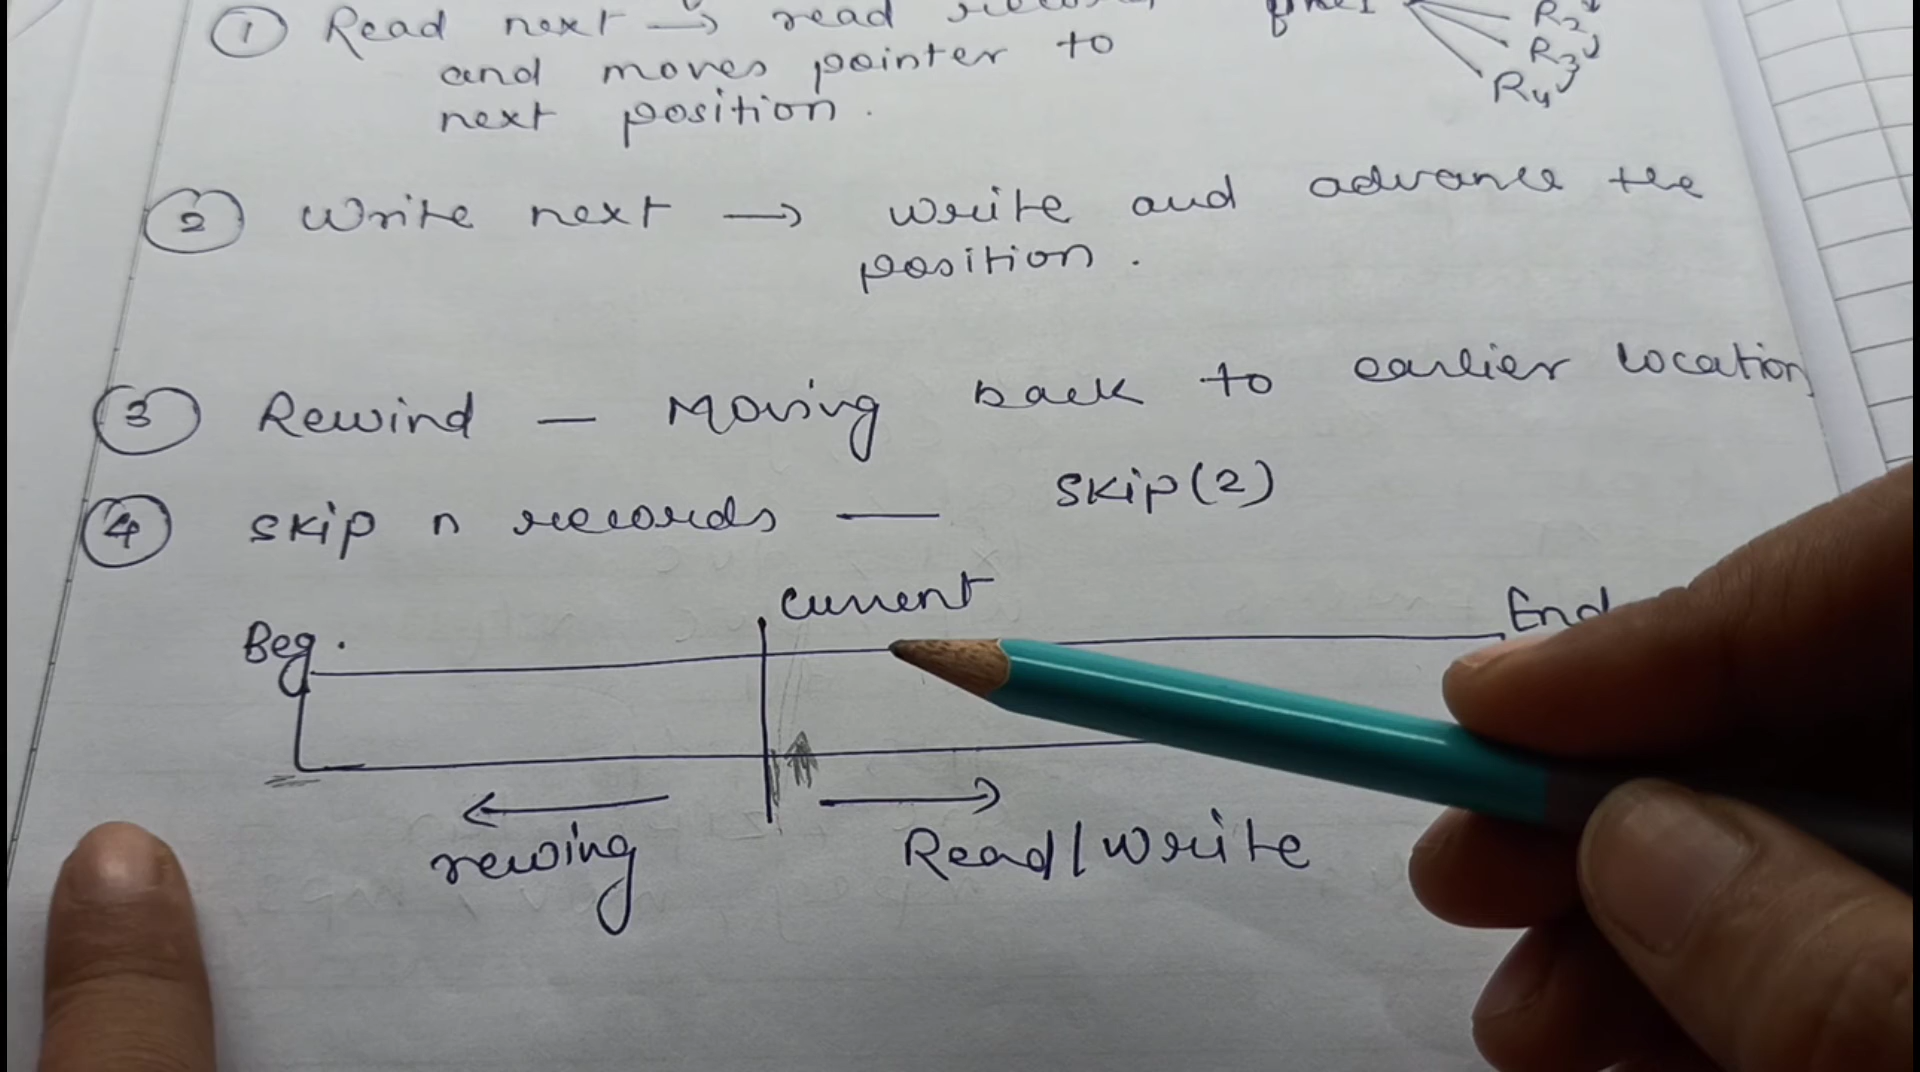 ① Read next → read
and moves pointer to
next position.
R2
R3
R4
② Write next → write and advance the
position.
③ Rewind — Moving back to earlier location
④ skip n records — skip(2)
current
Beg.
End
rewing
Read/write